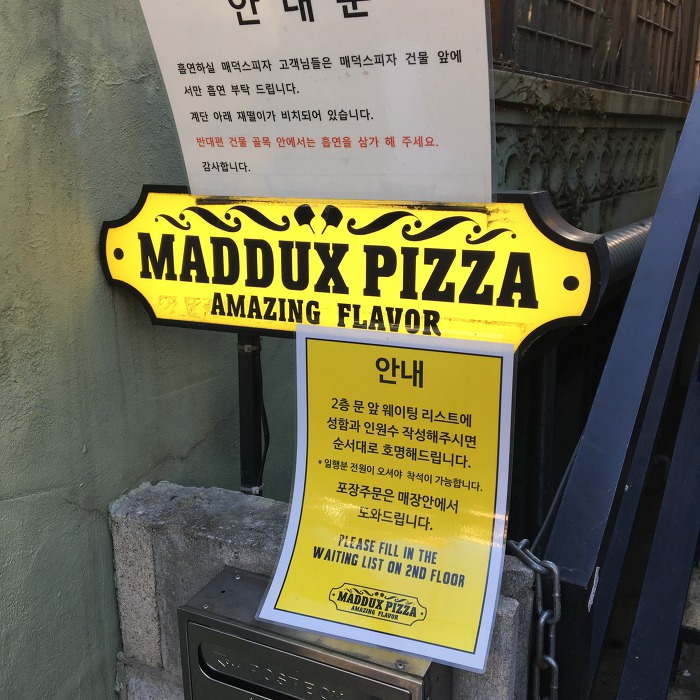 안내문
흡연하실 매덕스피자 고객님들은 매덕스피자 건물 앞에
서만 흡연 부탁 드립니다.
계단 아래 재떨이가 비치되어 있습니다.
반대편 건물 골목 안에서는 흡연을 삼가 해 주세요.
감사합니다.
MADDUX PIZZA
AMAZING FLAVOR
안내
2층 문 앞 웨이팅 리스트에
성함과 인원수 작성해주시면
순서대로 호명해드립니다.
* 일행분 전원이 오셔야 착석이 가능합니다.
포장주문은 매장안에서
도와드립니다.
PLEASE FILL IN THE
WAITING LIST ON 2ND FLOOR
MADDUX PIZZA
AMAZING FLAVOR
POSTBOX